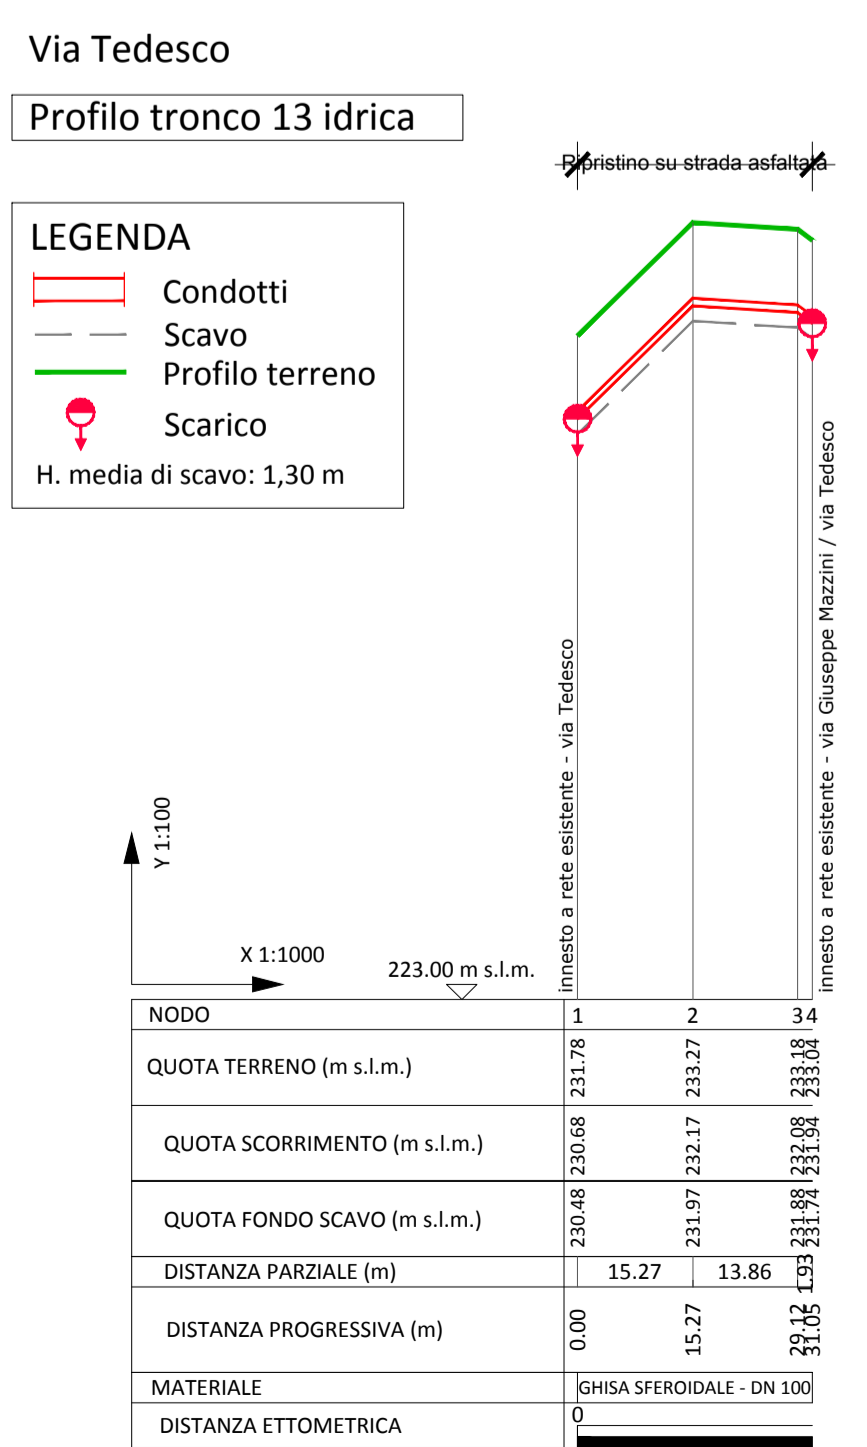 Via Tedesco
Profilo tronco 13 idrica
Ripristino su strada asfaltata
LEGENDA
Condotti
Scavo
Profilo terreno
Scarico
H. media di scavo: 1,30 m
innesto a rete esistente - via Tedesco
innesto a rete esistente - via Giuseppe Mazzini / via Tedesco
Y 1:100
X 1:1000
223.00 m s.l.m.
NODO 1 2 3 4
QUOTA TERRENO (m s.l.m.) 231.78 233.27 233.18 233.04
QUOTA SCORRIMENTO (m s.l.m.) 230.68 232.17 232.08 231.94
QUOTA FONDO SCAVO (m s.l.m.) 230.48 231.97 231.88 231.74
DISTANZA PARZIALE (m) 15.27 13.86 1.93
DISTANZA PROGRESSIVA (m) 0.00 15.27 29.12 31.05
MATERIALE GHISA SFEROIDALE - DN 100
DISTANZA ETTOMETRICA 0